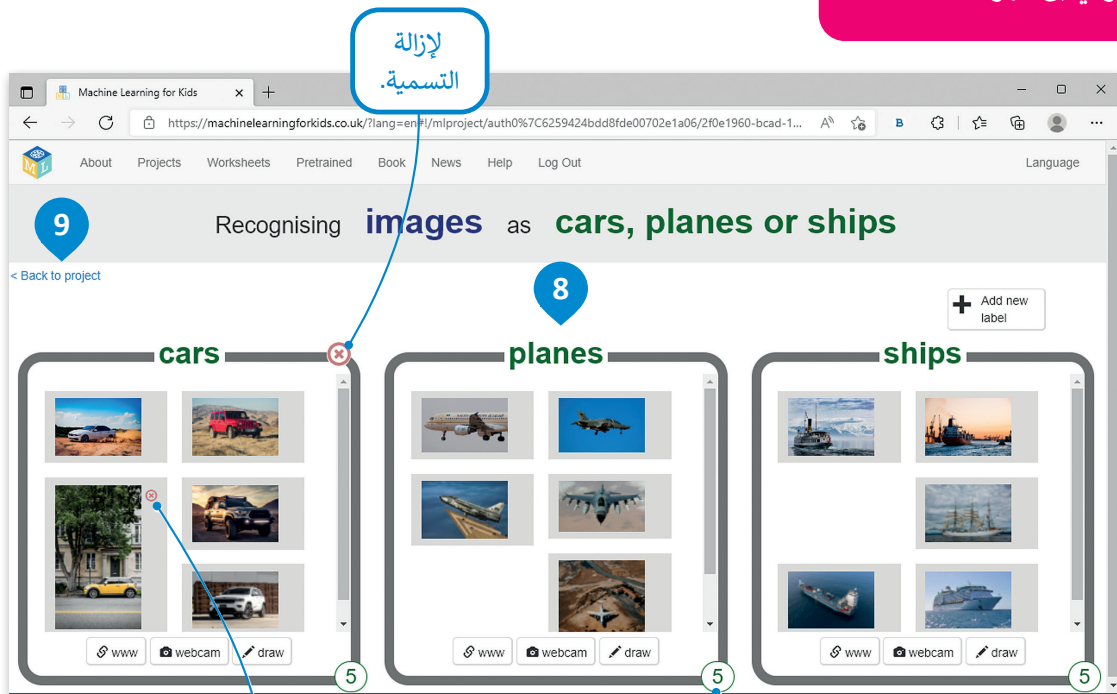 لإزالة
التسمية.
Machine Learning for Kids
https://machinelearningforkids.co.uk/?lang=en#!/mlproject/auth0%7C6259424bdd8fde00702e1a06/2f0e1960-bcad-1...
B
ML
About Projects Worksheets Pretrained Book News Help Log Out Language
9
Recognising images as cars, planes or ships
< Back to project
8
Add new
label
cars planes ships
www webcam draw www webcam draw www webcam draw
5 5 5